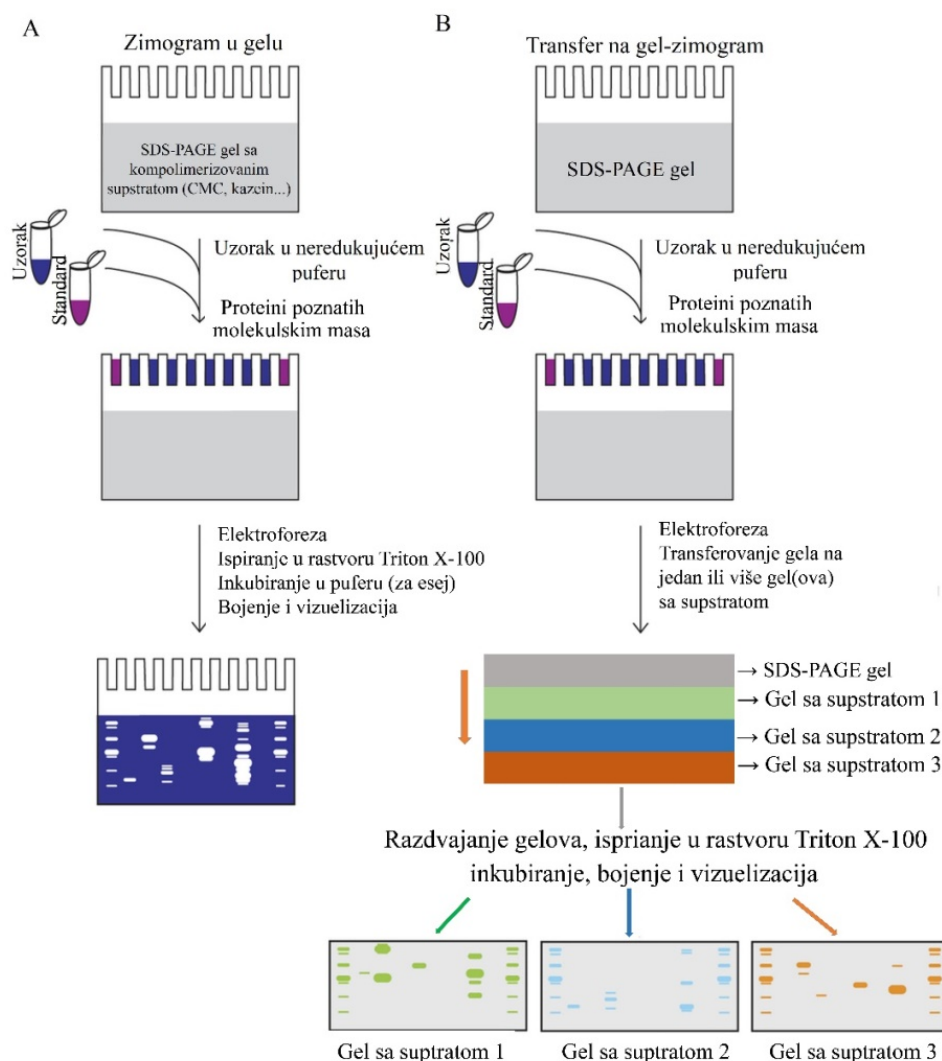 A
Zimogram u gelu
SDS-PAGE gel sa
kompolimerizovanim
supstratom (CMC, kazein...)
Uzorak
Standard
Uzorak u neredukujućem
puferu
Proteini poznatih
molekulskim masa
Elektroforeza
Ispiranje u rastvoru Triton X-100
Inkubiranje u puferu (za esej)
Bojenje i vizuelizacija
B
Transfer na gel-zimogram
SDS-PAGE gel
Uzorak
Standard
Uzorak u neredukujućem
puferu
Proteini poznatih
molekulskim masa
Elektroforeza
Transferovanje gela na
jedan ili više gel(ova)
sa supstratom
SDS-PAGE gel
Gel sa supstratom 1
Gel sa supstratom 2
Gel sa supstratom 3
Razdvajanje gelova, isprianje u rastvoru Triton X-100
inkubiranje, bojenje i vizuelizacija
Gel sa suptratom 1
Gel sa suptratom 2
Gel sa suptratom 3